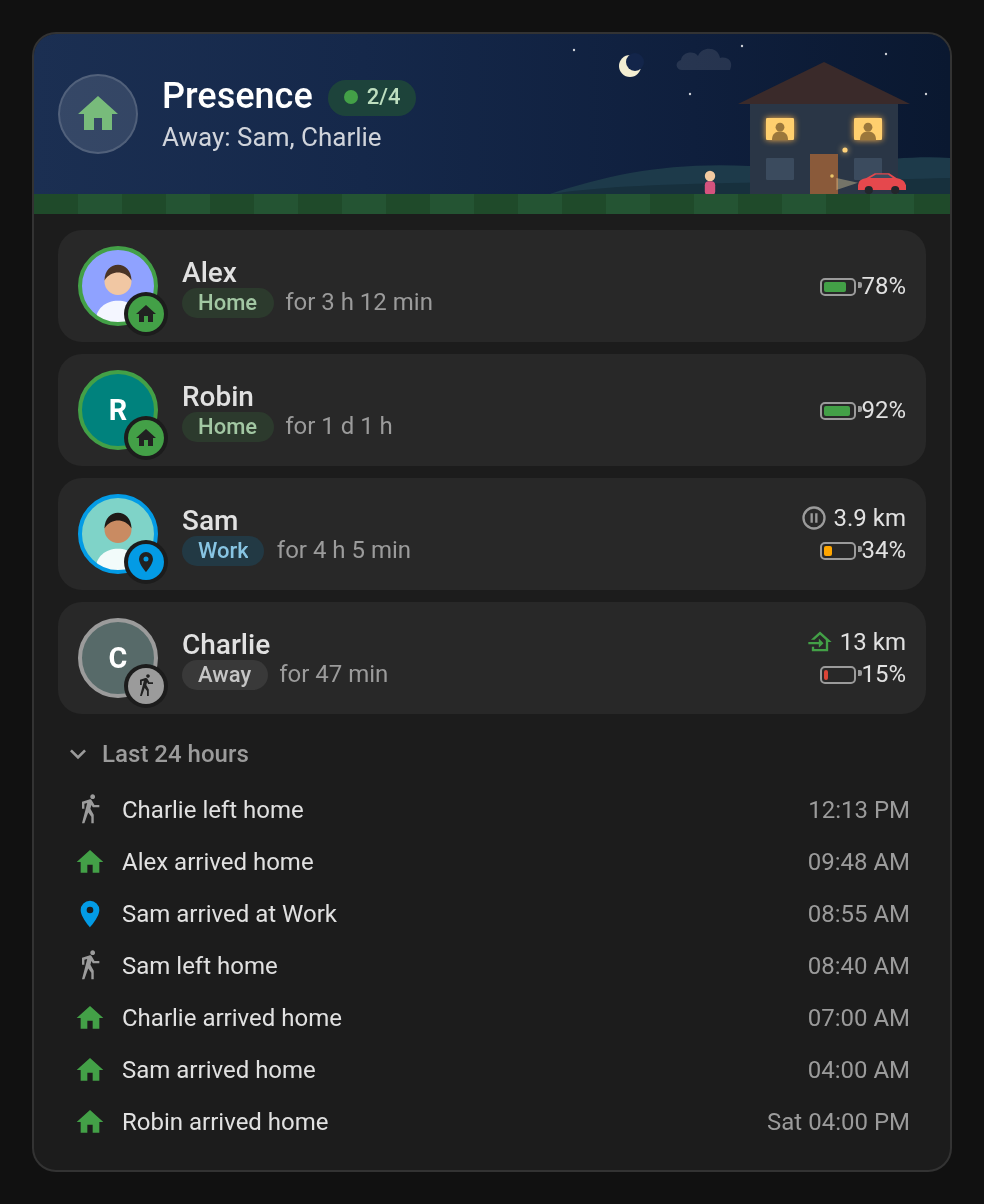 Presence 2/4
Away: Sam, Charlie
Alex
Home for 3 h 12 min
78%
R
Robin
Home for 1 d 1 h
92%
Sam
Work for 4 h 5 min
3.9 km
34%
C
Charlie
Away for 47 min
13 km
15%
Last 24 hours
Charlie left home 12:13 PM
Alex arrived home 09:48 AM
Sam arrived at Work 08:55 AM
Sam left home 08:40 AM
Charlie arrived home 07:00 AM
Sam arrived home 04:00 AM
Robin arrived home Sat 04:00 PM